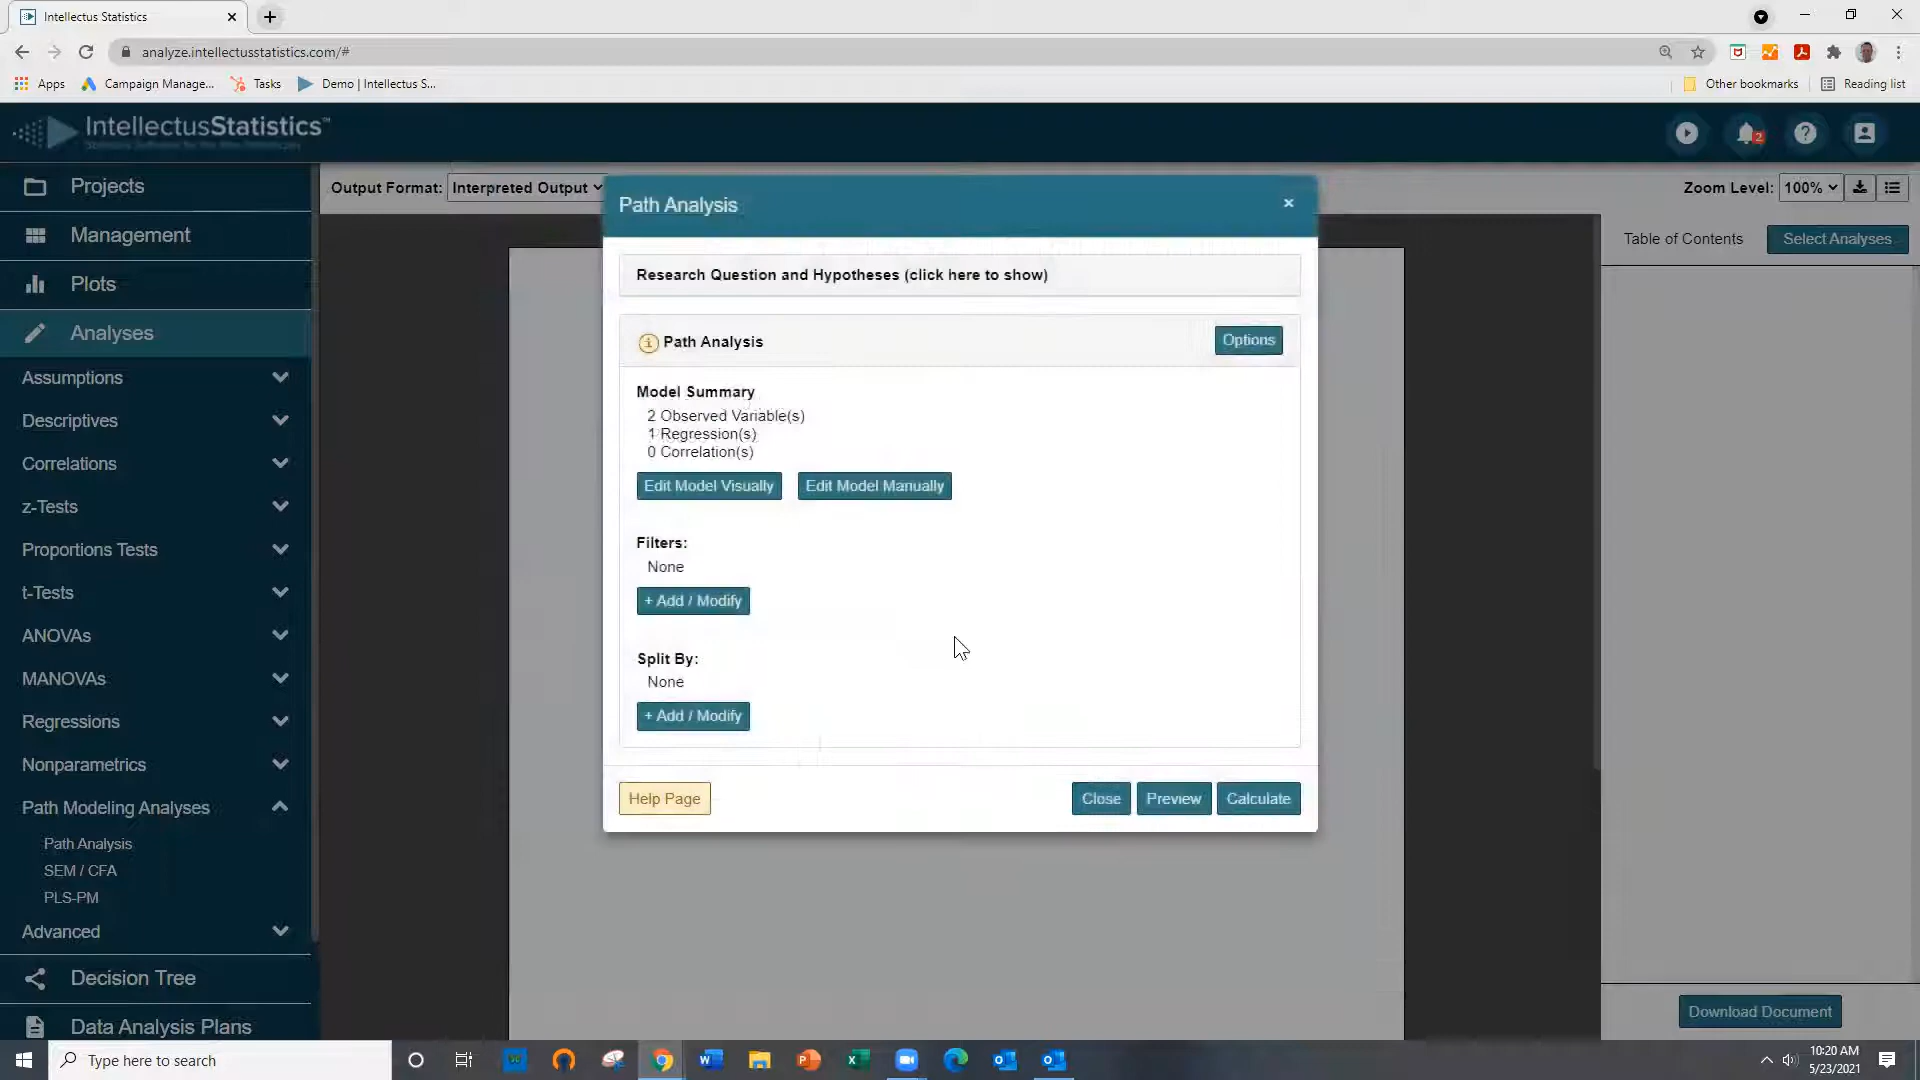 Intellectus Statistics
analyze.intellectusstatistics.com/#
Apps
Campaign Manage...
Tasks
Demo | Intellectus S...
Other bookmarks
Reading list
IntellectusStatistics™
2
Projects
Management
Plots
Analyses
Assumptions
Descriptives
Correlations
z-Tests
Proportions Tests
t-Tests
ANOVAs
MANOVAs
Regressions
Nonparametrics
Path Modeling Analyses
Path Analysis
SEM / CFA
PLS-PM
Advanced
Decision Tree
Data Analysis Plans
Output Format: Interpreted Output
Zoom Level: 100%
Path Analysis
×
Research Question and Hypotheses (click here to show)
Path Analysis
Options
Model Summary
2 Observed Variable(s)
1 Regression(s)
0 Correlation(s)
Edit Model Visually
Edit Model Manually
Filters:
None
+ Add / Modify
Split By:
None
+ Add / Modify
Help Page
Close
Preview
Calculate
Table of Contents
Select Analyses
Download Document
Type here to search
10:20 AM
5/23/2021